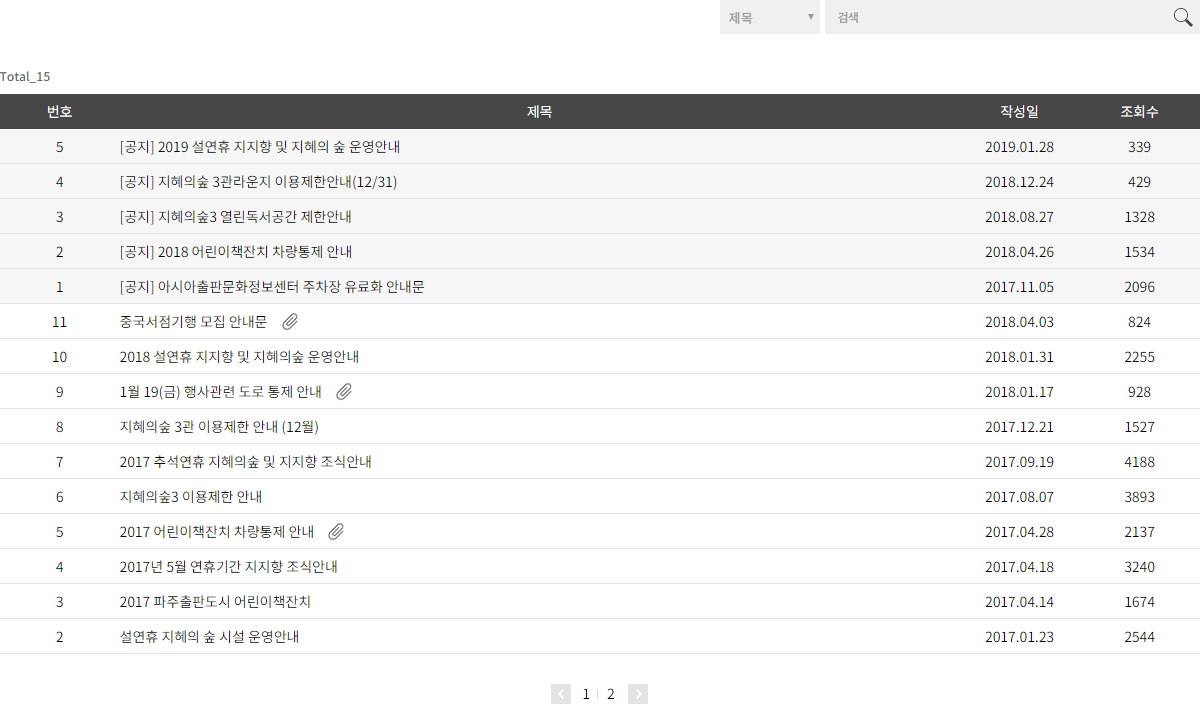 제목 ▼ 검색
Total_15
번호 제목 작성일 조회수
5 [공지] 2019 설연휴 지지향 및 지혜의 숲 운영안내 2019.01.28 339
4 [공지] 지혜의숲 3관라운지 이용제한안내(12/31) 2018.12.24 429
3 [공지] 지혜의숲3 열린독서공간 제한안내 2018.08.27 1328
2 [공지] 2018 어린이책잔치 차량통제 안내 2018.04.26 1534
1 [공지] 아시아출판문화정보센터 주차장 유료화 안내문 2017.11.05 2096
11 중국서점기행 모집 안내문 2018.04.03 824
10 2018 설연휴 지지향 및 지혜의숲 운영안내 2018.01.31 2255
9 1월 19(금) 행사관련 도로 통제 안내 2018.01.17 928
8 지혜의숲 3관 이용제한 안내 (12월) 2017.12.21 1527
7 2017 추석연휴 지혜의숲 및 지지향 조식안내 2017.09.19 4188
6 지혜의숲3 이용제한 안내 2017.08.07 3893
5 2017 어린이책잔치 차량통제 안내 2017.04.28 2137
4 2017년 5월 연휴기간 지지향 조식안내 2017.04.18 3240
3 2017 파주출판도시 어린이책잔치 2017.04.14 1674
2 설연휴 지혜의 숲 시설 운영안내 2017.01.23 2544
< 1 | 2 >